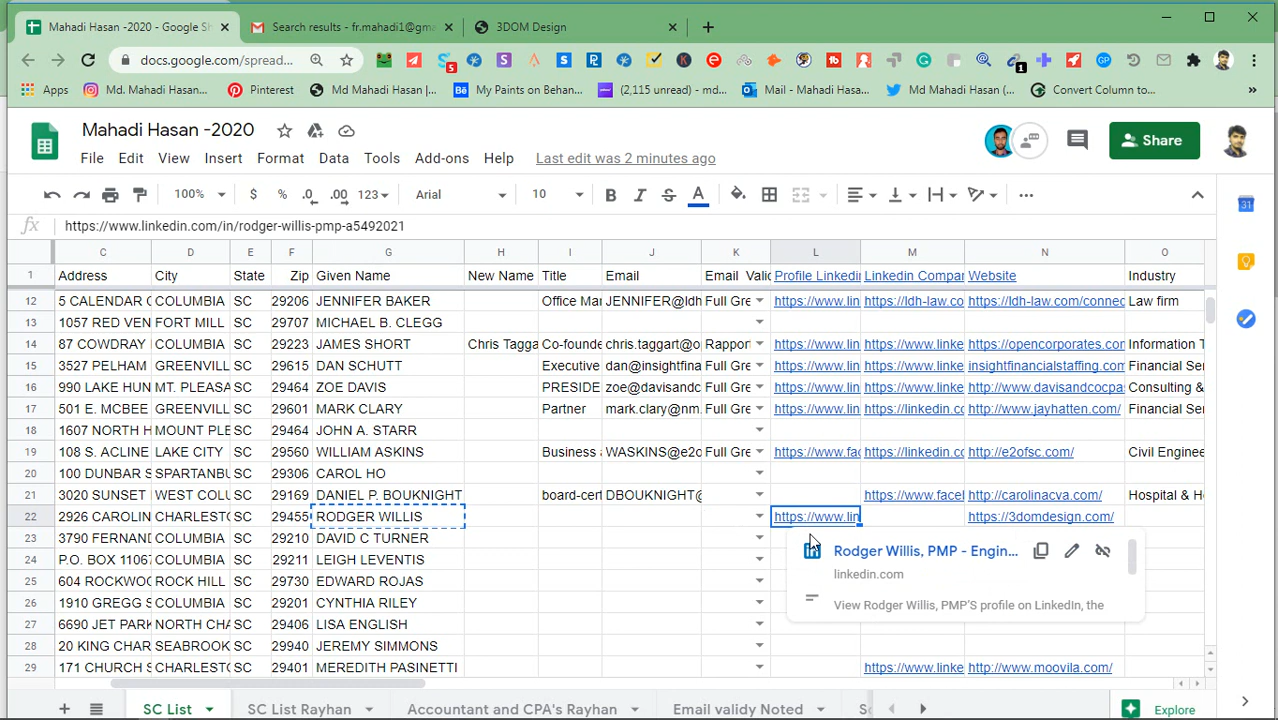 Mahadi Hasan -2020 - Google Sh
Search results - fr.mahadi1@gma
3DOM Design
docs.google.com/spread...
Apps
Md. Mahadi Hasan...
Pinterest
Md Mahadi Hasan |...
My Paints on Behan...
(2,115 unread) - md...
Mail - Mahadi Hasa...
Md Mahadi Hasan (...
Convert Column to...
Mahadi Hasan -2020
Share
File Edit View Insert Format Data Tools Add-ons Help Last edit was 2 minutes ago
100% $ % .0 .00 123 Arial 10 B I S A
fx https://www.linkedin.com/in/rodger-willis-pmp-a5492021
C D E F G H I J K L M N O
1 Address City State Zip Given Name New Name Title Email Email Valid Profile Linkedin Linkedin Compan Website Industry
12 5 CALENDAR C COLUMBIA SC 29206 JENNIFER BAKER Office Man JENNIFER@ldh Full Gre https://www.lin https://ldh-law.co https://ldh-law.com/connec Law firm
13 1057 RED VEN FORT MILL SC 29707 MICHAEL B. CLEGG
14 87 COWDRAY COLUMBIA SC 29223 JAMES SHORT Chris Tagga Co-founde chris.taggart@o Rappor https://www.lin https://www.linke https://opencorporates.com Information T
15 3527 PELHAM GREENVILL SC 29615 DAN SCHUTT Executive dan@insightfina Full Gre https://www.lin https://www.linke insightfinancialstaffing.com Financial Ser
16 990 LAKE HUN MT. PLEASA SC 29464 ZOE DAVIS PRESIDE zoe@davisandc Full Gre https://www.lin https://www.linke http://www.davisandcocpas Consulting &
17 501 E. MCBEE GREENVILL SC 29601 MARK CLARY Partner mark.clary@nm. Full Gre https://www.lin https://linkedin.cc http://www.jayhatten.com/ Financial Ser
18 1607 NORTH H MOUNT PLE SC 29464 JOHN A. STARR
19 108 S. ACLINE LAKE CITY SC 29560 WILLIAM ASKINS Business a WASKINS@e2o Full Gre https://www.fac https://linkedin.cc http://e2ofsc.com/ Civil Engineer
20 100 DUNBAR S SPARTANBU SC 29306 CAROL HO
21 3020 SUNSET WEST COLU SC 29169 DANIEL P. BOUKNIGHT board-cert DBOUKNIGHT@ https://www.facel http://carolinacva.com/ Hospital & He
22 2926 CAROLIN CHARLESTC SC 29455 RODGER WILLIS https://www.lin https://3domdesign.com/
23 3750 FERNAND COLUMBIA SC 29210 DAVID C TURNER
24 P.O. BOX 1140 COLUMBIA SC 29211 LEIGH LEVENTIS
25 604 ROCKWOO ROCK HILL SC 29730 EDWARD ROJAS
26 1910 GREGG S COLUMBIA SC 29201 CYNTHIA RILEY
27 6690 JET PARK NORTH CHA SC 29406 LISA ENGLISH
28 20 KING CHAR SEABROOK SC 29940 JEREMY SIMMONS
29 171 CHURCH S CHARLEST SC 29401 MEREDITH PASINETTI https://www.linke http://www.moovila.com/
Rodger Willis, PMP - Engin...
linkedin.com
View Rodger Willis, PMP'S profile on LinkedIn, the
SC List
SC List Rayhan
Accountant and CPA's Rayhan
Email validy Noted
Explore